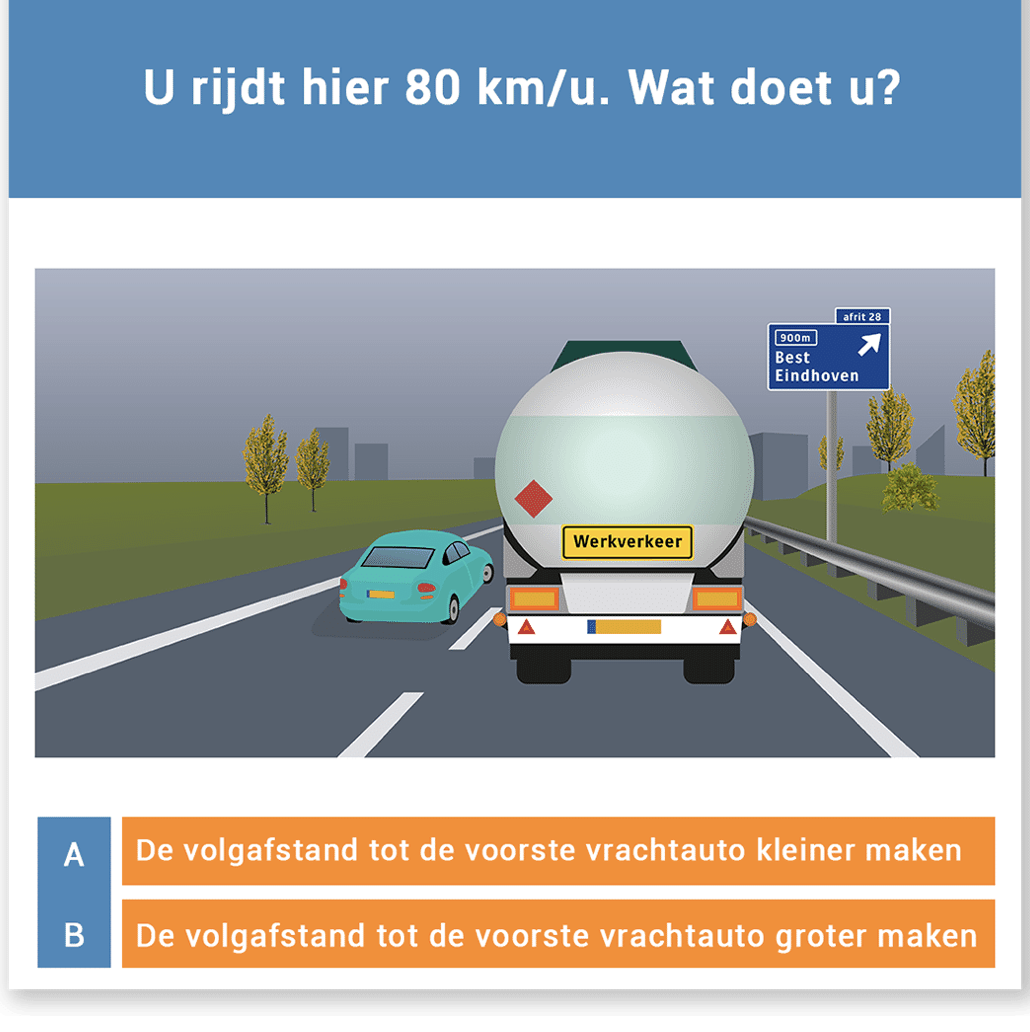 U rijdt hier 80 km/u. Wat doet u?
afrit 28
900m
Best
Eindhoven
Werkverkeer
A
De volgafstand tot de voorste vrachtauto kleiner maken
B
De volgafstand tot de voorste vrachtauto groter maken